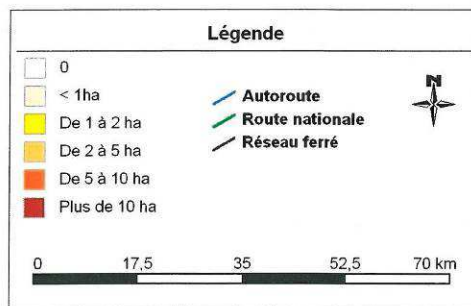 Légende
0
< 1ha
De 1 à 2 ha
De 2 à 5 ha
De 5 à 10 ha
Plus de 10 ha
Autoroute
Route nationale
Réseau ferré
N
0 17,5 35 52,5 70 km